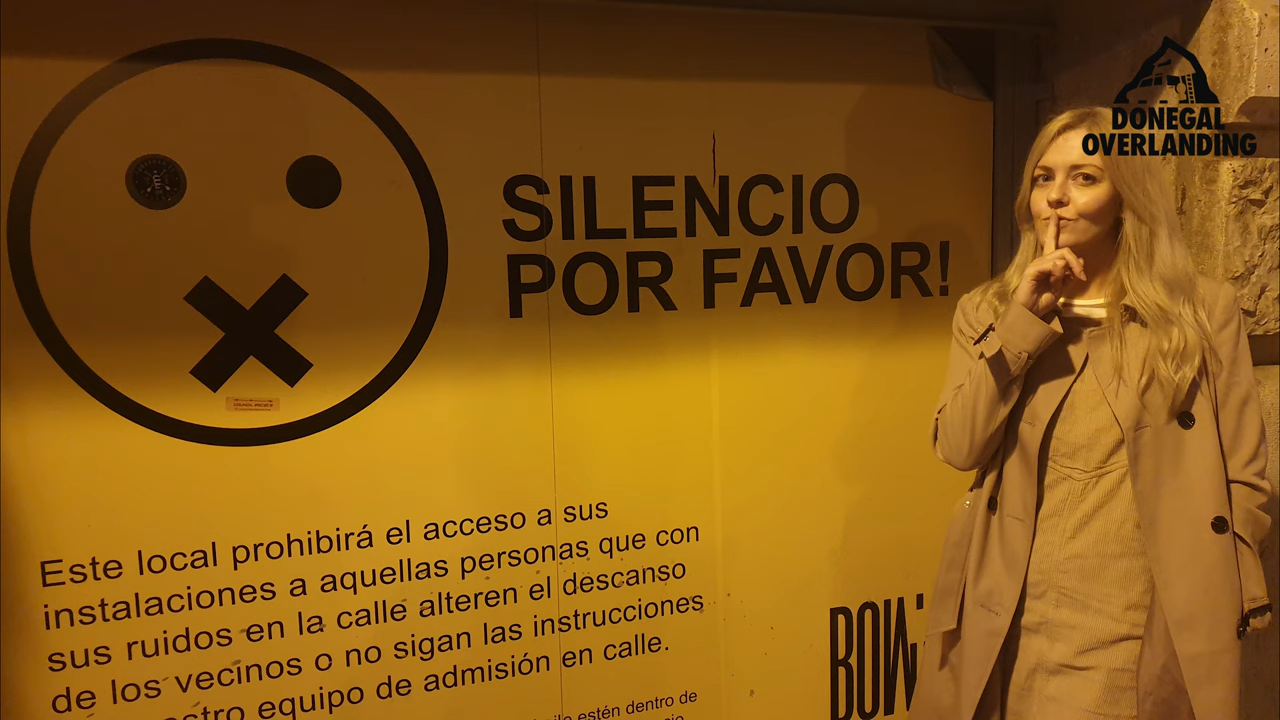 DONEGAL
OVERLANDING
SILENCIO
POR FAVOR!
Este local prohibirá el acceso a sus
instalaciones a aquellas personas que con
sus ruidos en la calle alteren el descanso
de los vecinos o no sigan las instrucciones
equipo de admisión en calle.
estén dentro de
BOW